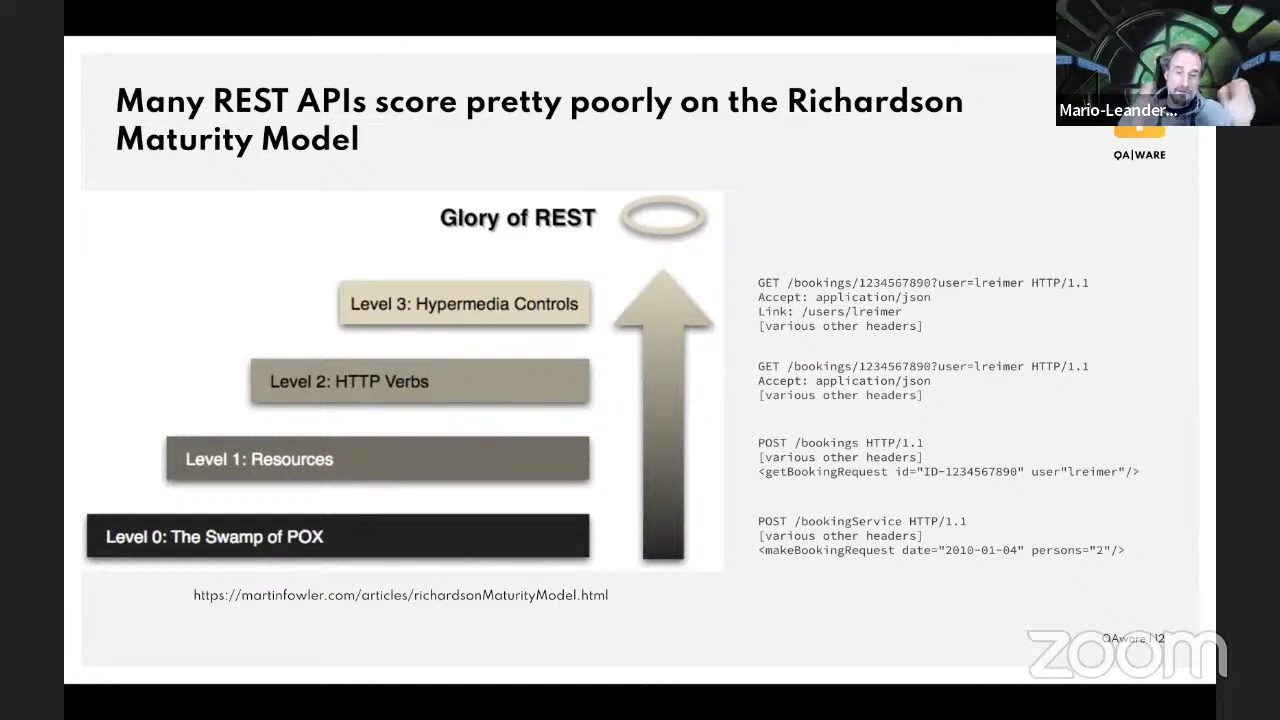 Many REST APIs score pretty poorly on the Richardson
Maturity Model
Mario-Leander...
QA|WARE
Glory of REST
Level 3: Hypermedia Controls
Level 2: HTTP Verbs
Level 1: Resources
Level 0: The Swamp of POX
GET /bookings/1234567890?user=lreimer HTTP/1.1
Accept: application/json
Link: /users/lreimer
[various other headers]
GET /bookings/1234567890?user=lreimer HTTP/1.1
Accept: application/json
[various other headers]
POST /bookings HTTP/1.1
[various other headers]
<getBookingRequest id="ID-1234567890" user"lreimer"/>
POST /bookingService HTTP/1.1
[various other headers]
<makeBookingRequest date="2010-01-04" persons="2"/>
https://martinfowler.com/articles/richardsonMaturityModel.html
QAware | 12
zoom